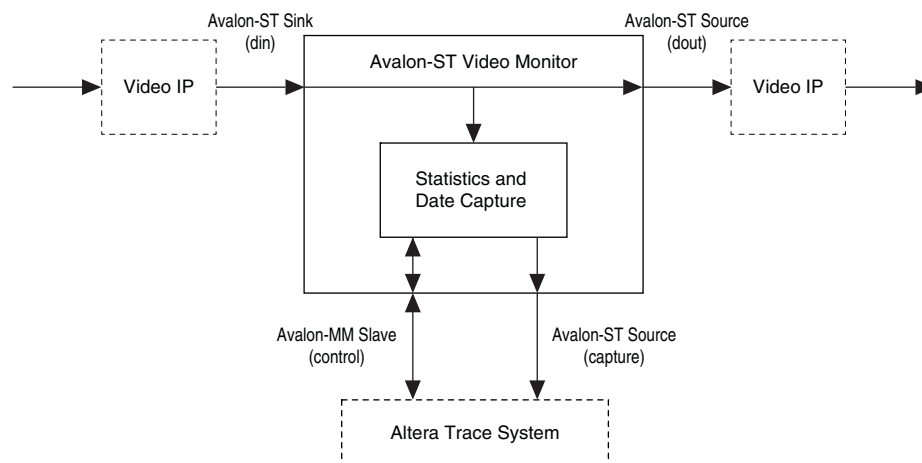 Avalon-ST Sink
(din)
Avalon-ST Source
(dout)
Video IP
Avalon-ST Video Monitor
Video IP
Statistics and
Date Capture
Avalon-MM Slave
(control)
Avalon-ST Source
(capture)
Altera Trace System